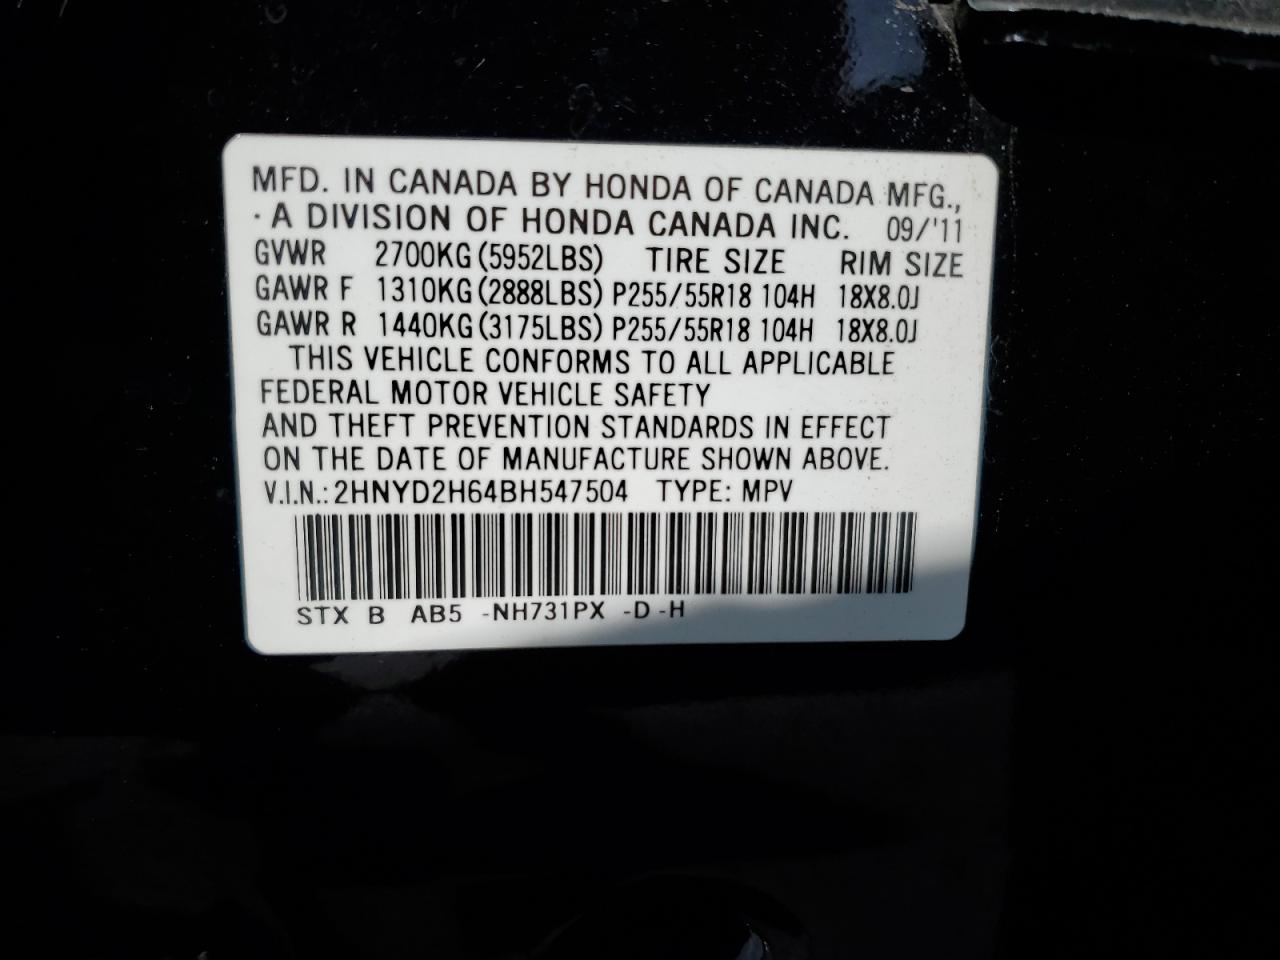 MFD. IN CANADA BY HONDA OF CANADA MFG.,
· A DIVISION OF HONDA CANADA INC. 09/'11
GVWR 2700KG (5952LBS) TIRE SIZE RIM SIZE
GAWR F 1310KG (2888LBS) P255/55R18 104H 18X8.0J
GAWR R 1440KG (3175LBS) P255/55R18 104H 18X8.0J
THIS VEHICLE CONFORMS TO ALL APPLICABLE
FEDERAL MOTOR VEHICLE SAFETY
AND THEFT PREVENTION STANDARDS IN EFFECT
ON THE DATE OF MANUFACTURE SHOWN ABOVE.
V.I.N.: 2HNYD2H64BH547504 TYPE: MPV
STX B AB5 -NH731PX -D -H